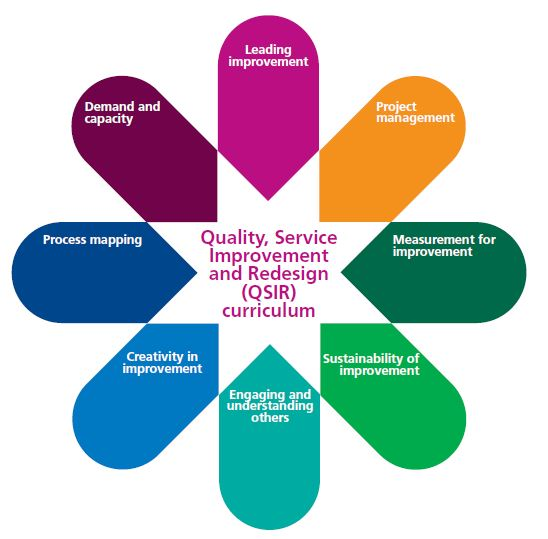 Leading
improvement
Project
management
Measurement for
improvement
Sustainability of
improvement
Engaging and
understanding
others
Creativity in
improvement
Process mapping
Demand and
capacity
Quality, Service
Improvement
and Redesign
(QSIR)
curriculum